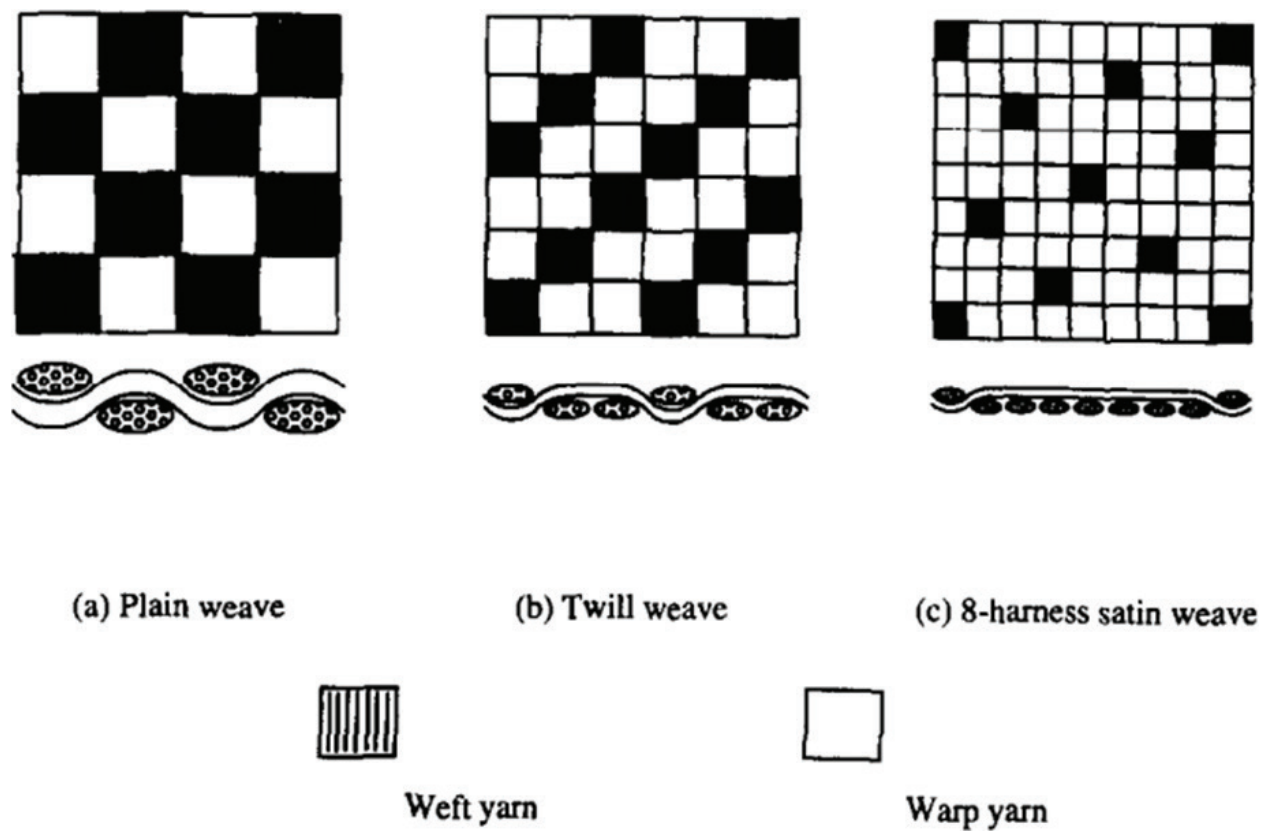 (a) Plain weave
(b) Twill weave
(c) 8-harness satin weave
Weft yarn
Warp yarn